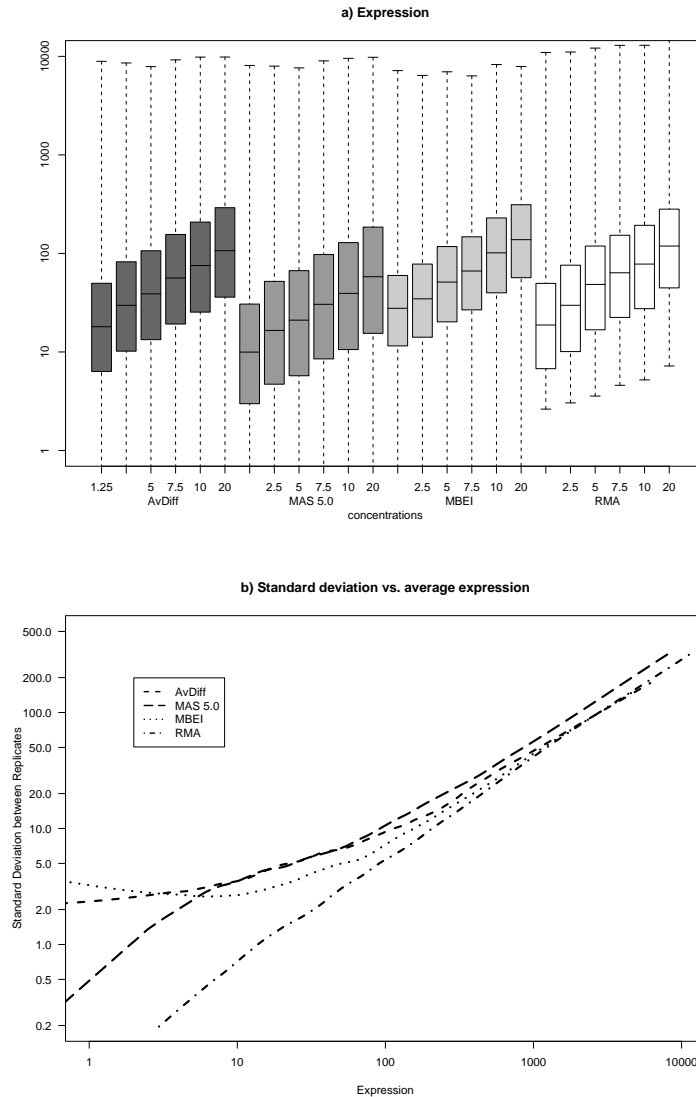 a) Expression
10000
1000
100
10
1
1.25 5 7.5 10 20 2.5 5 7.5 10 20 2.5 5 7.5 10 20 2.5 5 7.5 10 20
AvDiff MAS 5.0 MBEI RMA
concentrations
b) Standard deviation vs. average expression
Standard Deviation between Replicates
500.0
200.0
100.0
50.0
20.0
10.0
5.0
2.0
1.0
0.5
0.2
AvDiff
MAS 5.0
MBEI
RMA
1 10 100 1000 10000
Expression